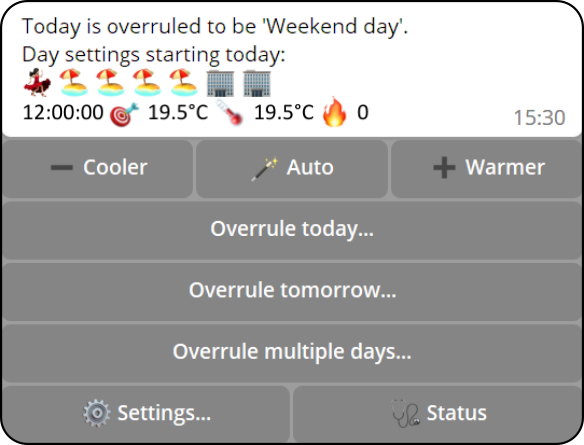 Today is overruled to be 'Weekend day'.
Day settings starting today:
💃🏖️🏖️🏖️🏖️🏢🏢
12:00:00 🎯 19.5°C 🌡️ 19.5°C 🔥 0
15:30
➖ Cooler
🪄 Auto
➕ Warmer
Overrule today...
Overrule tomorrow...
Overrule multiple days...
⚙️ Settings...
🩺 Status